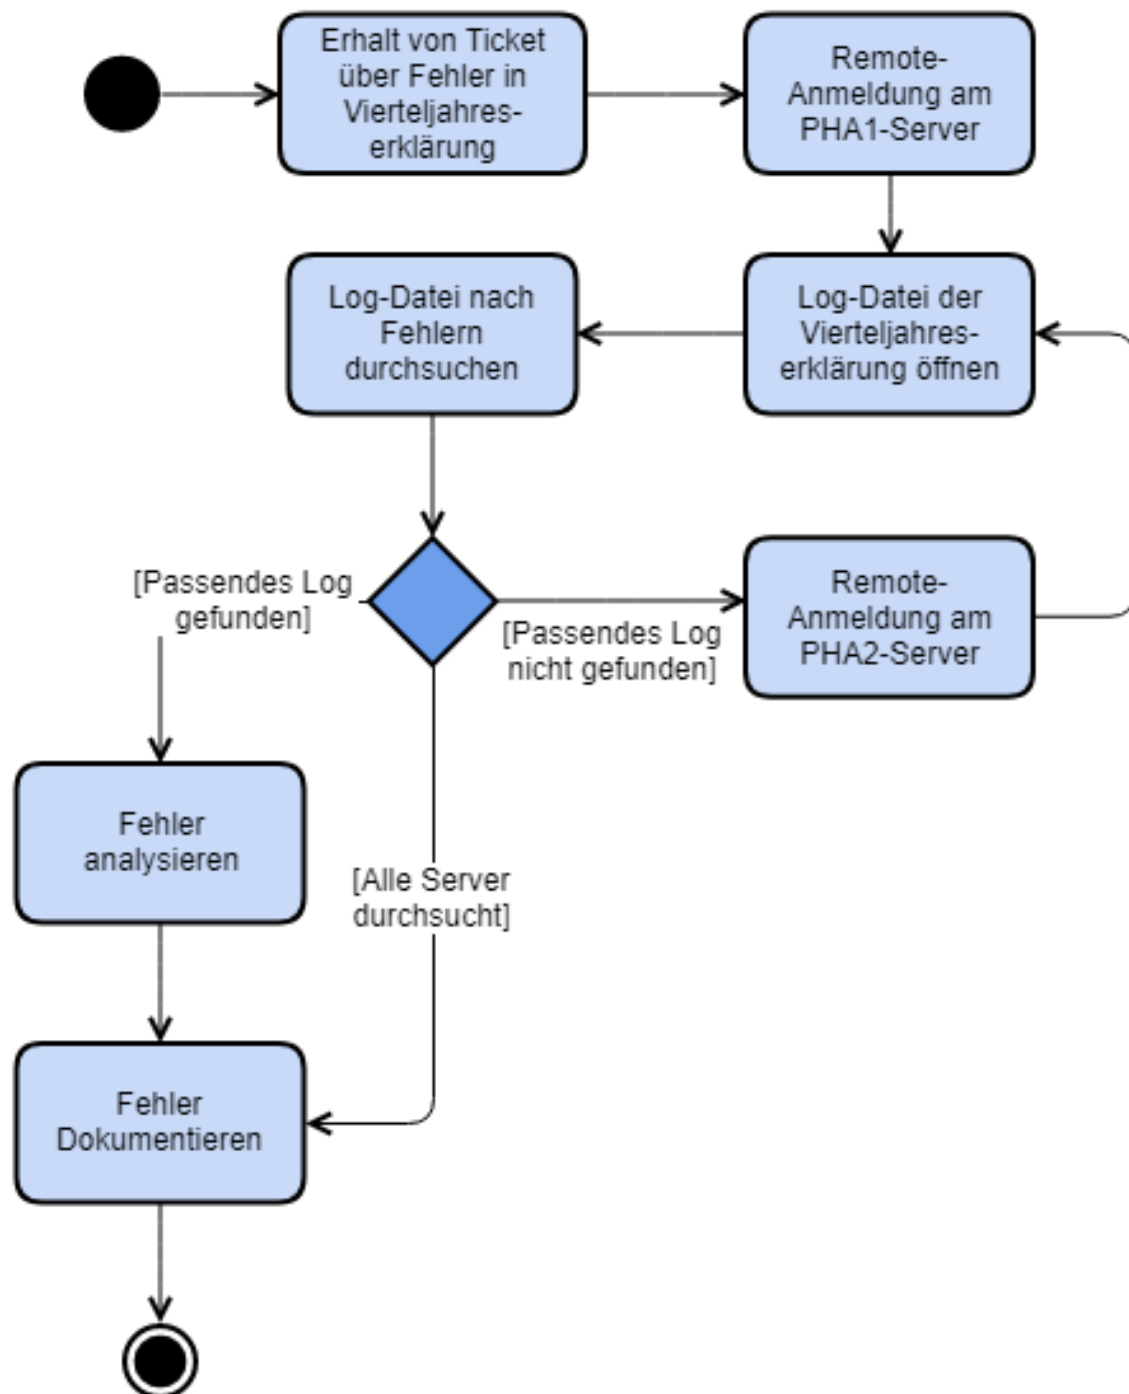 Erhalt von Ticket
über Fehler in
Vierteljahres-
erklärung
Remote-
Anmeldung am
PHA1-Server
Log-Datei nach
Fehlern
durchsuchen
Log-Datei der
Vierteljahres-
erklärung öffnen
[Passendes Log
gefunden]
[Passendes Log
nicht gefunden]
Remote-
Anmeldung am
PHA2-Server
Fehler
analysieren
[Alle Server
durchsucht]
Fehler
Dokumentieren